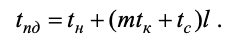 tпд = tн + (mtк + tс)l .